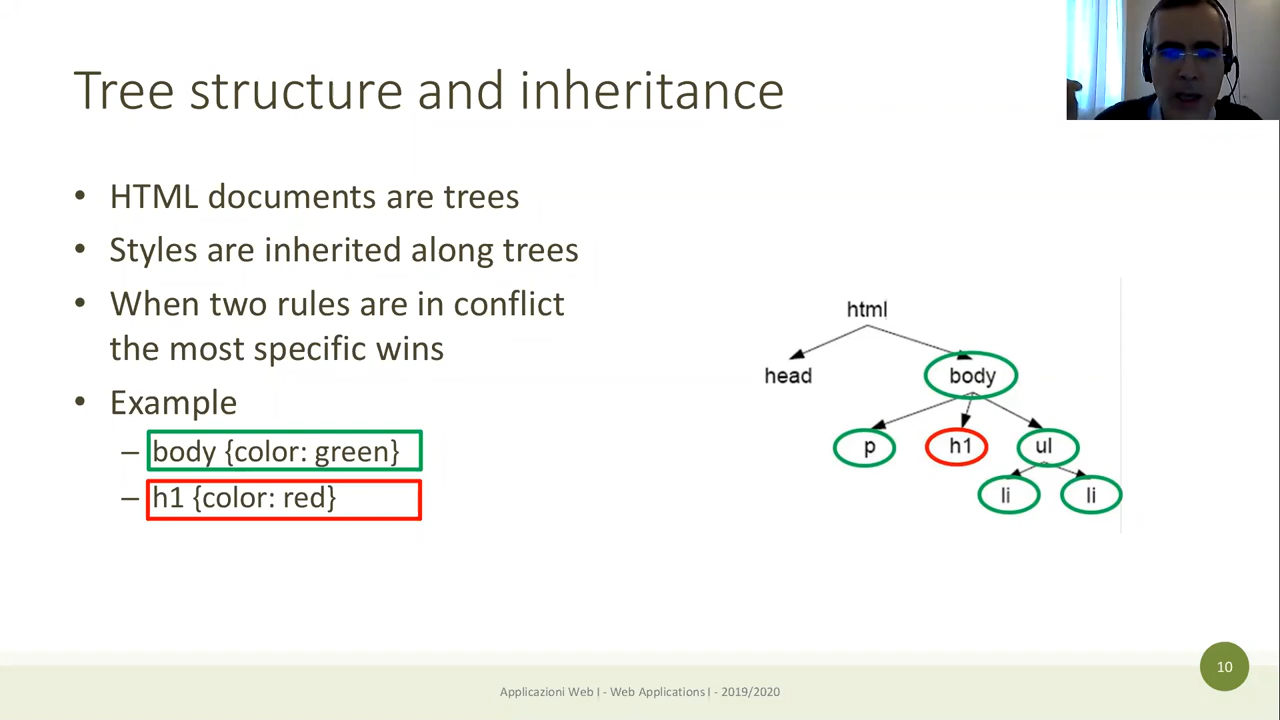 Tree structure and inheritance
• HTML documents are trees
• Styles are inherited along trees
• When two rules are in conflict
the most specific wins
• Example
– body {color: green}
– h1 {color: red}
html
head
body
p
h1
ul
li
li
10
Applicazioni Web I - Web Applications I - 2019/2020